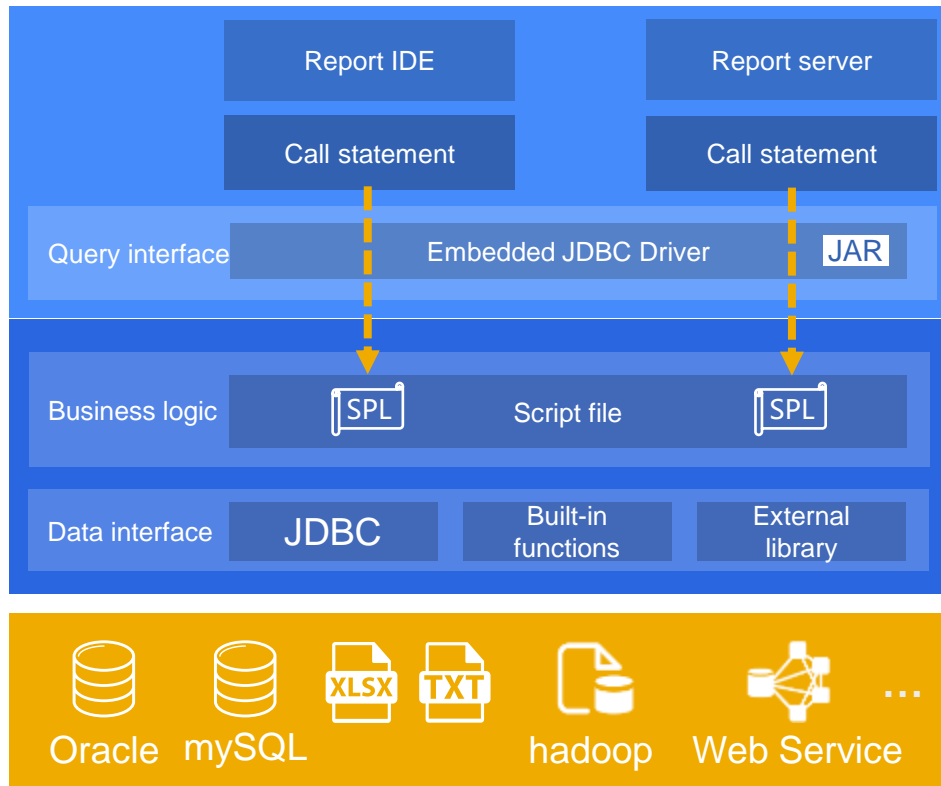 Report IDE
Report server
Call statement
Call statement
Query interface
Embedded JDBC Driver
JAR
Business logic
SPL
Script file
SPL
Data interface
JDBC
Built-in
functions
External
library
XLSX
TXT
...
Oracle
mySQL
hadoop
Web Service